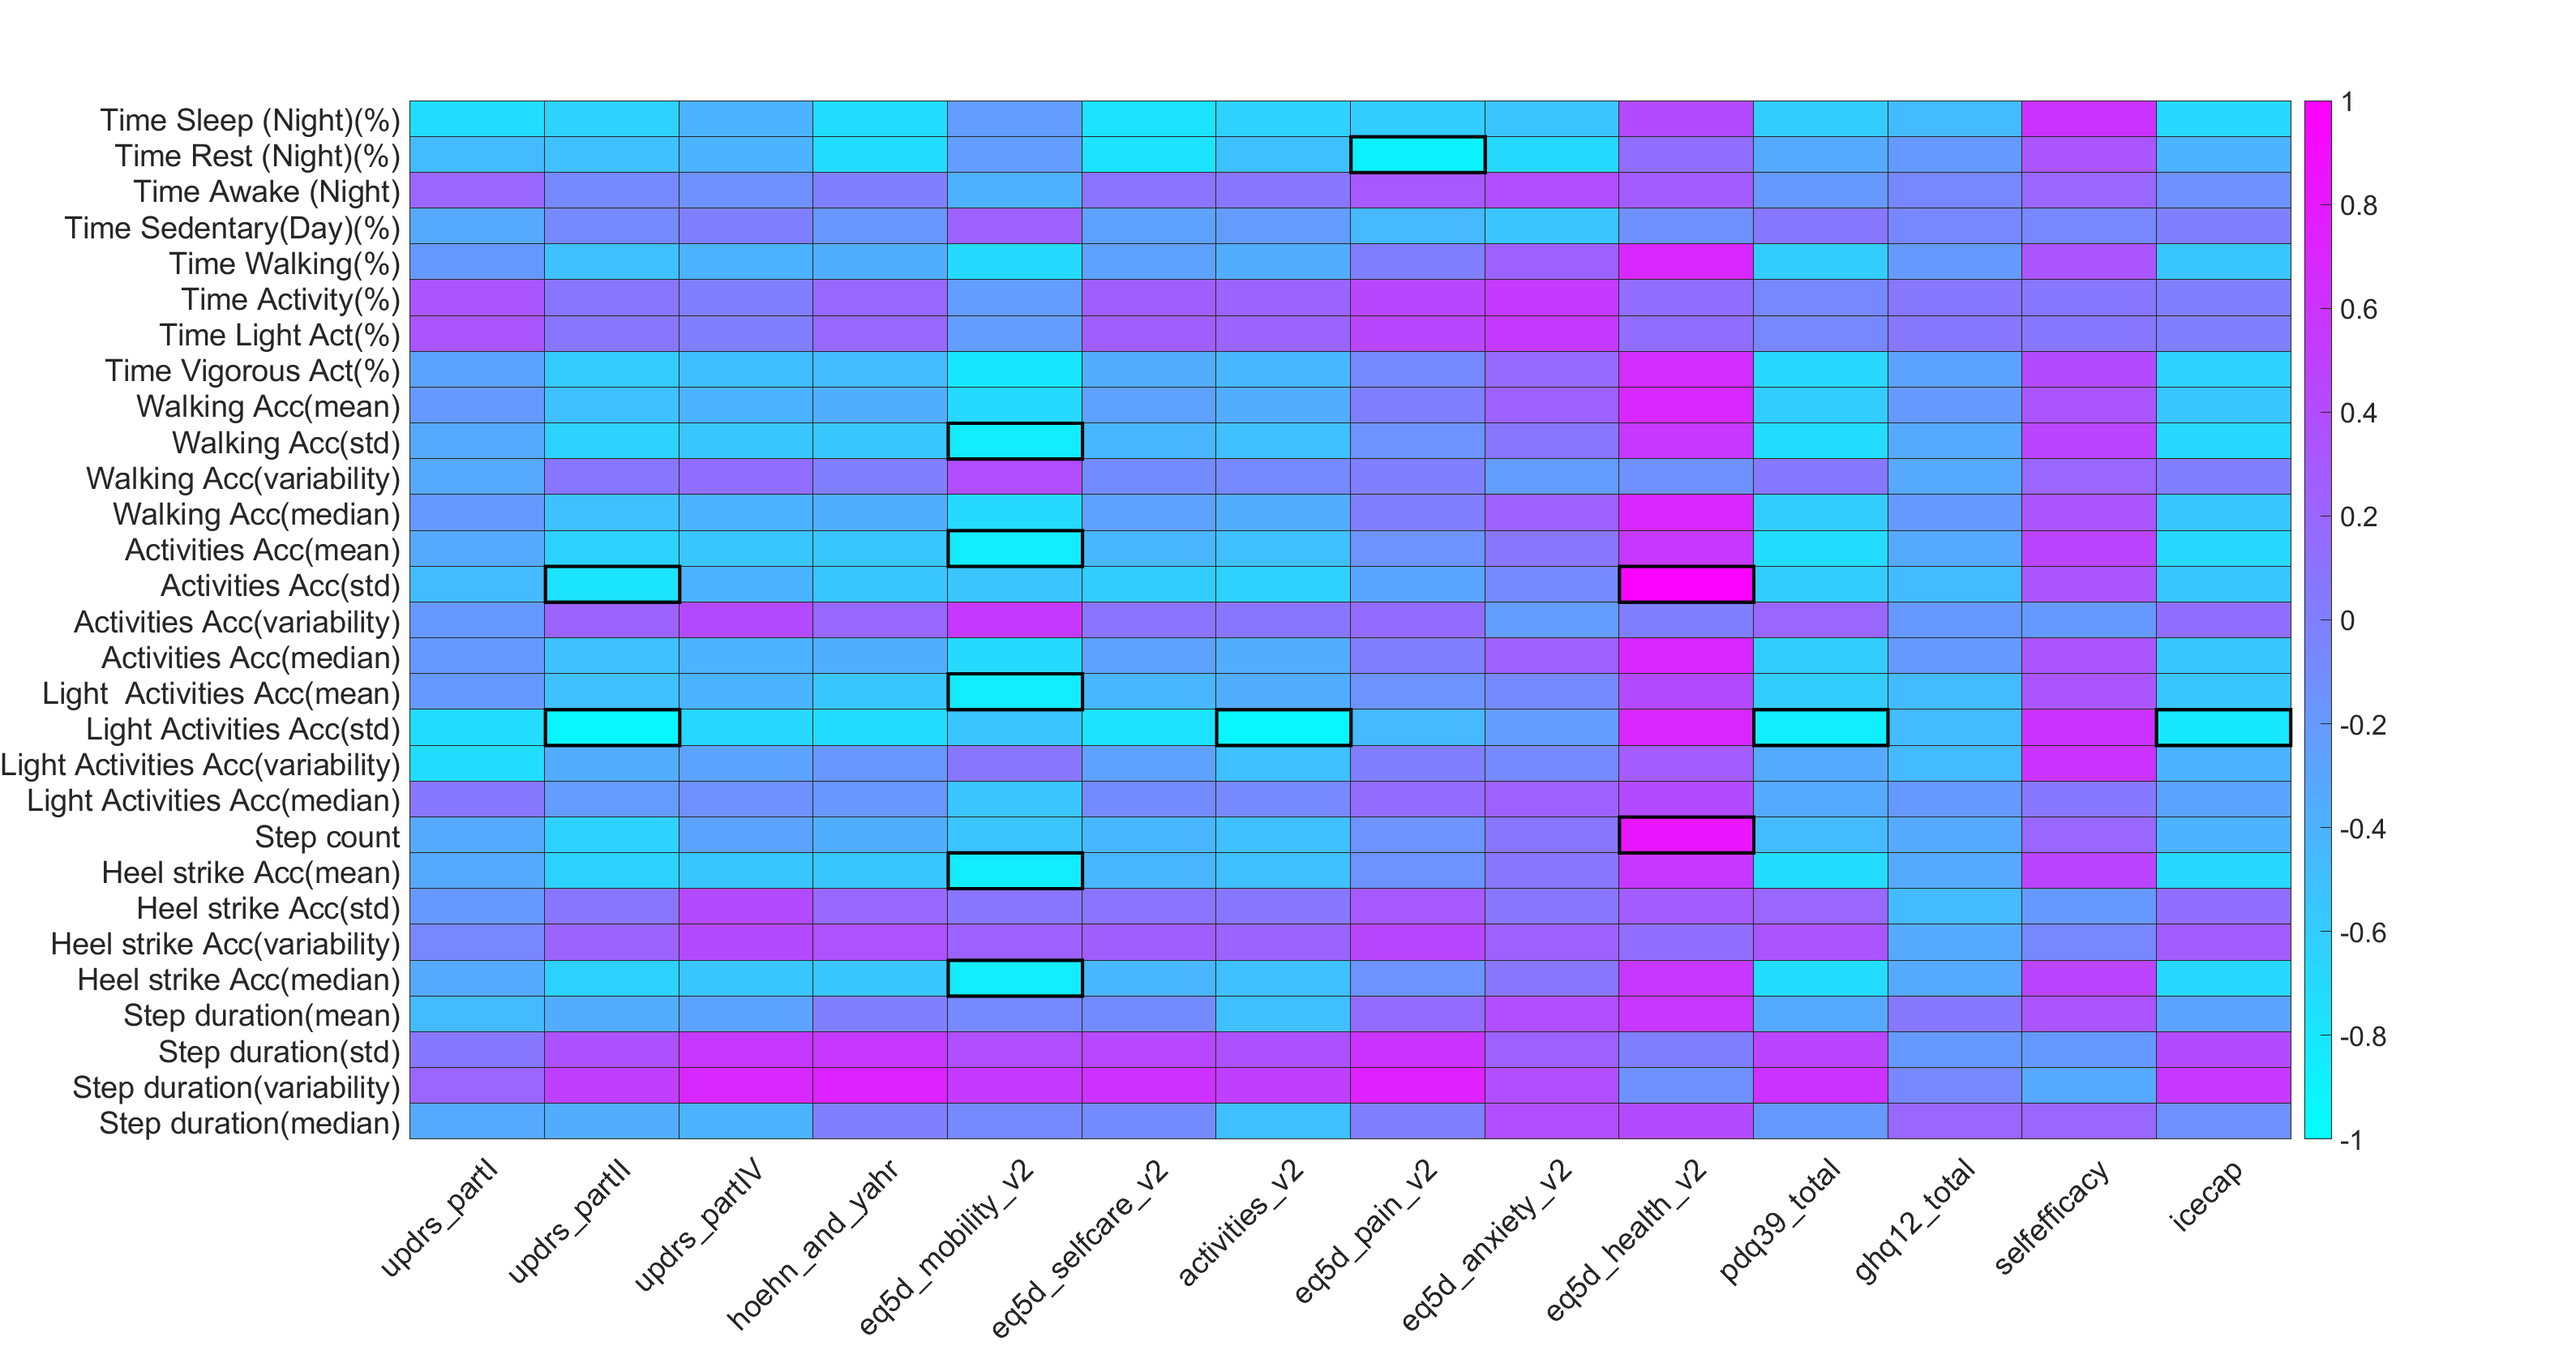 Time Sleep (Night)(%)
Time Rest (Night)(%)
Time Awake (Night)
Time Sedentary(Day)(%)
Time Walking(%)
Time Activity(%)
Time Light Act(%)
Time Vigorous Act(%)
Walking Acc(mean)
Walking Acc(std)
Walking Acc(variability)
Walking Acc(median)
Activities Acc(mean)
Activities Acc(std)
Activities Acc(variability)
Activities Acc(median)
Light  Activities Acc(mean)
Light Activities Acc(std)
Light Activities Acc(variability)
Light Activities Acc(median)
Step count
Heel strike Acc(mean)
Heel strike Acc(std)
Heel strike Acc(variability)
Heel strike Acc(median)
Step duration(mean)
Step duration(std)
Step duration(variability)
Step duration(median)
updrs_partI
updrs_partII
updrs_partIV
hoehn_and_yahr
eq5d_mobility_v2
eq5d_selfcare_v2
activities_v2
eq5d_pain_v2
eq5d_anxiety_v2
eq5d_health_v2
pdq39_total
ghq12_total
selfefficacy
icecap
1
0.8
0.6
0.4
0.2
0
-0.2
-0.4
-0.6
-0.8
-1